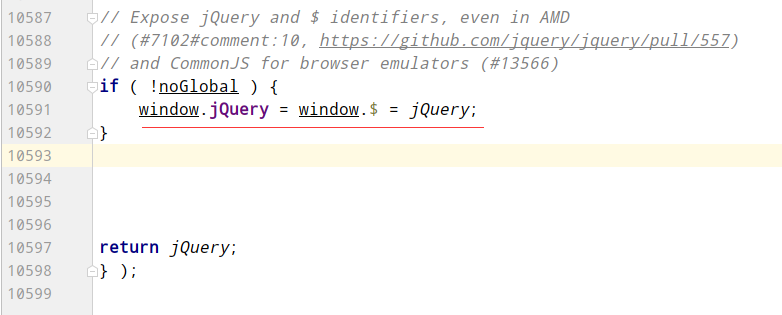 10587 // Expose jQuery and $ identifiers, even in AMD
10588 // (#7102#comment:10, https://github.com/jquery/jquery/pull/557)
10589 // and CommonJS for browser emulators (#13566)
10590 if ( !noGlobal ) {
10591     window.jQuery = window.$ = jQuery;
10592 }
10593
10594
10595
10596
10597 return jQuery;
10598 } );
10599